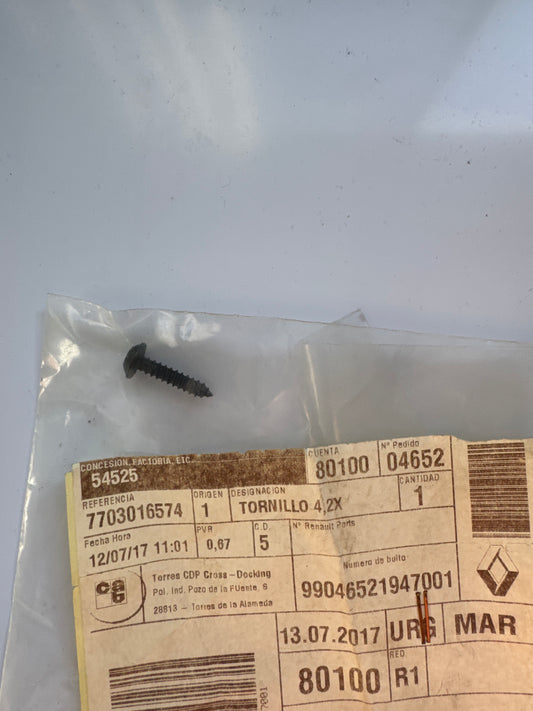 CONCESION, FACTORIA, ETC.
54525
CUENTA
80100
Nº Pedido
04652
REFERENCIA
7703016574
ORIGEN
1
DESIGNACION
TORNILLO 4,2X
CANTIDAD
1
Fecha Hora
12/07/17 11:01
PVR
0,67
C.D.
5
Nº Renault Parts
Torres CDP Cross-Docking
Pol. Ind. Pozo de la FUente, 6
28813 - Torres de la Alameda
Numero de bulto
99046521947001
13.07.2017
URG
MAR
80100
RED
R1